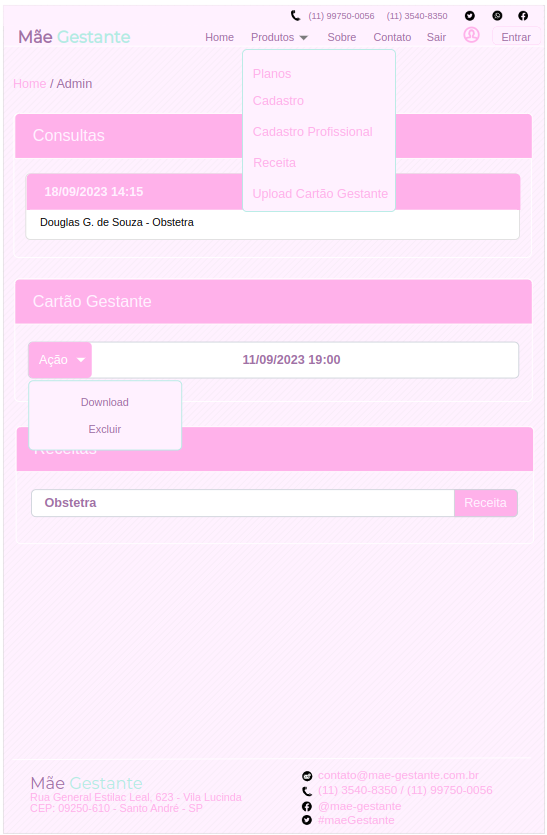 (11) 99750-0056 (11) 3540-8350
Mãe Gestante
Home Produtos Sobre Contato Sair Entrar
Planos
Cadastro
Cadastro Profissional
Receita
Upload Cartão Gestante
Home / Admin
Consultas
18/09/2023 14:15
Douglas G. de Souza - Obstetra
Cartão Gestante
Ação 11/09/2023 19:00
Download
Excluir
Receitas
Obstetra Receita
Mãe Gestante
Rua General Estilac Leal, 623 - Vila Lucinda
CEP: 09250-610 - Santo André - SP
contato@mae-gestante.com.br
(11) 3540-8350 / (11) 99750-0056
@mae-gestante
#maeGestante